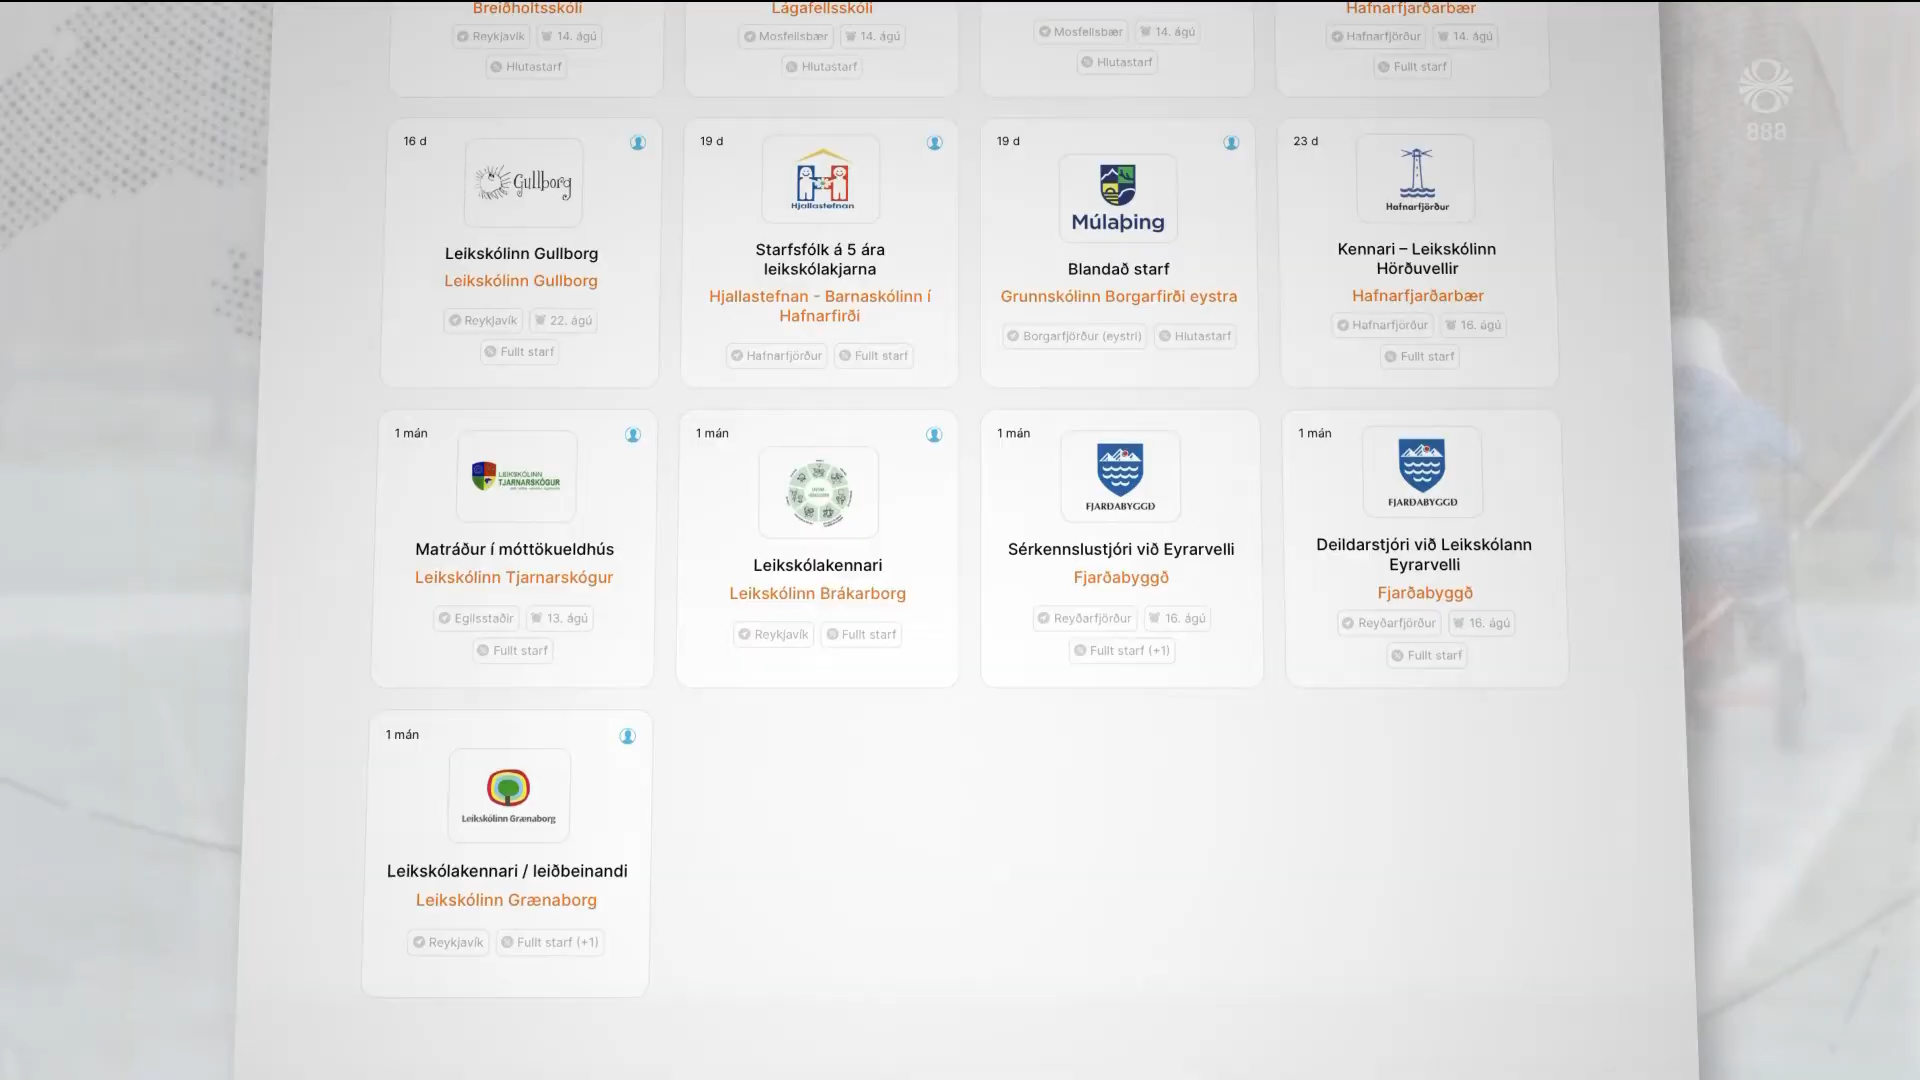 Breiðholtsskóli
Reykjavík
14. ágú
Hlutastarf
Lágafellsskóli
Mosfellsbær
14. ágú
Hlutastarf
Mosfellsbær
14. ágú
Hlutastarf
Hafnarfjarðarbær
Hafnarfjörður
14. ágú
Fullt starf
888
16 d
Gullborg
Leikskólinn Gullborg
Leikskólinn Gullborg
Reykjavík
22. ágú
Fullt starf
19 d
Hjallastefnan
Starfsfólk á 5 ára
leikskólakjarna
Hjallastefnan - Barnaskólinn í
Hafnarfirði
Hafnarfjörður
Fullt starf
19 d
Múlaþing
Blandað starf
Grunnskólinn Borgarfirði eystra
Borgarfjörður (eystri)
Hlutastarf
23 d
Hafnarfjörður
Kennari – Leikskólinn
Hörðuvellir
Hafnarfjarðarbær
Hafnarfjörður
16. ágú
Fullt starf
1 mán
LEIKSKÓLINN
TJARNARSKÓGUR
Matráður í móttökueldhús
Leikskólinn Tjarnarskógur
Egilsstaðir
13. ágú
Fullt starf
1 mán
Leikskólakennari
Leikskólinn Brákarborg
Reykjavík
Fullt starf
1 mán
FJARÐABYGGÐ
Sérkennslustjóri við Eyrarvelli
Fjarðabyggð
Reyðarfjörður
16. ágú
Fullt starf (+1)
1 mán
FJARÐABYGGÐ
Deildarstjóri við Leikskólann
Eyrarvelli
Fjarðabyggð
Reyðarfjörður
16. ágú
Fullt starf
1 mán
Leikskólinn Grænaborg
Leikskólakennari / leiðbeinandi
Leikskólinn Grænaborg
Reykjavík
Fullt starf (+1)